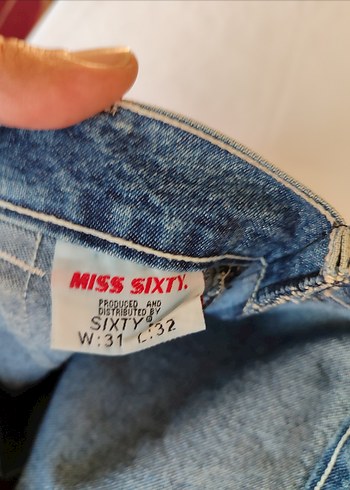 MISS SIXTY.
PRODUCED AND
DISTRIBUTED BY
SIXTY®
W:31 L:32